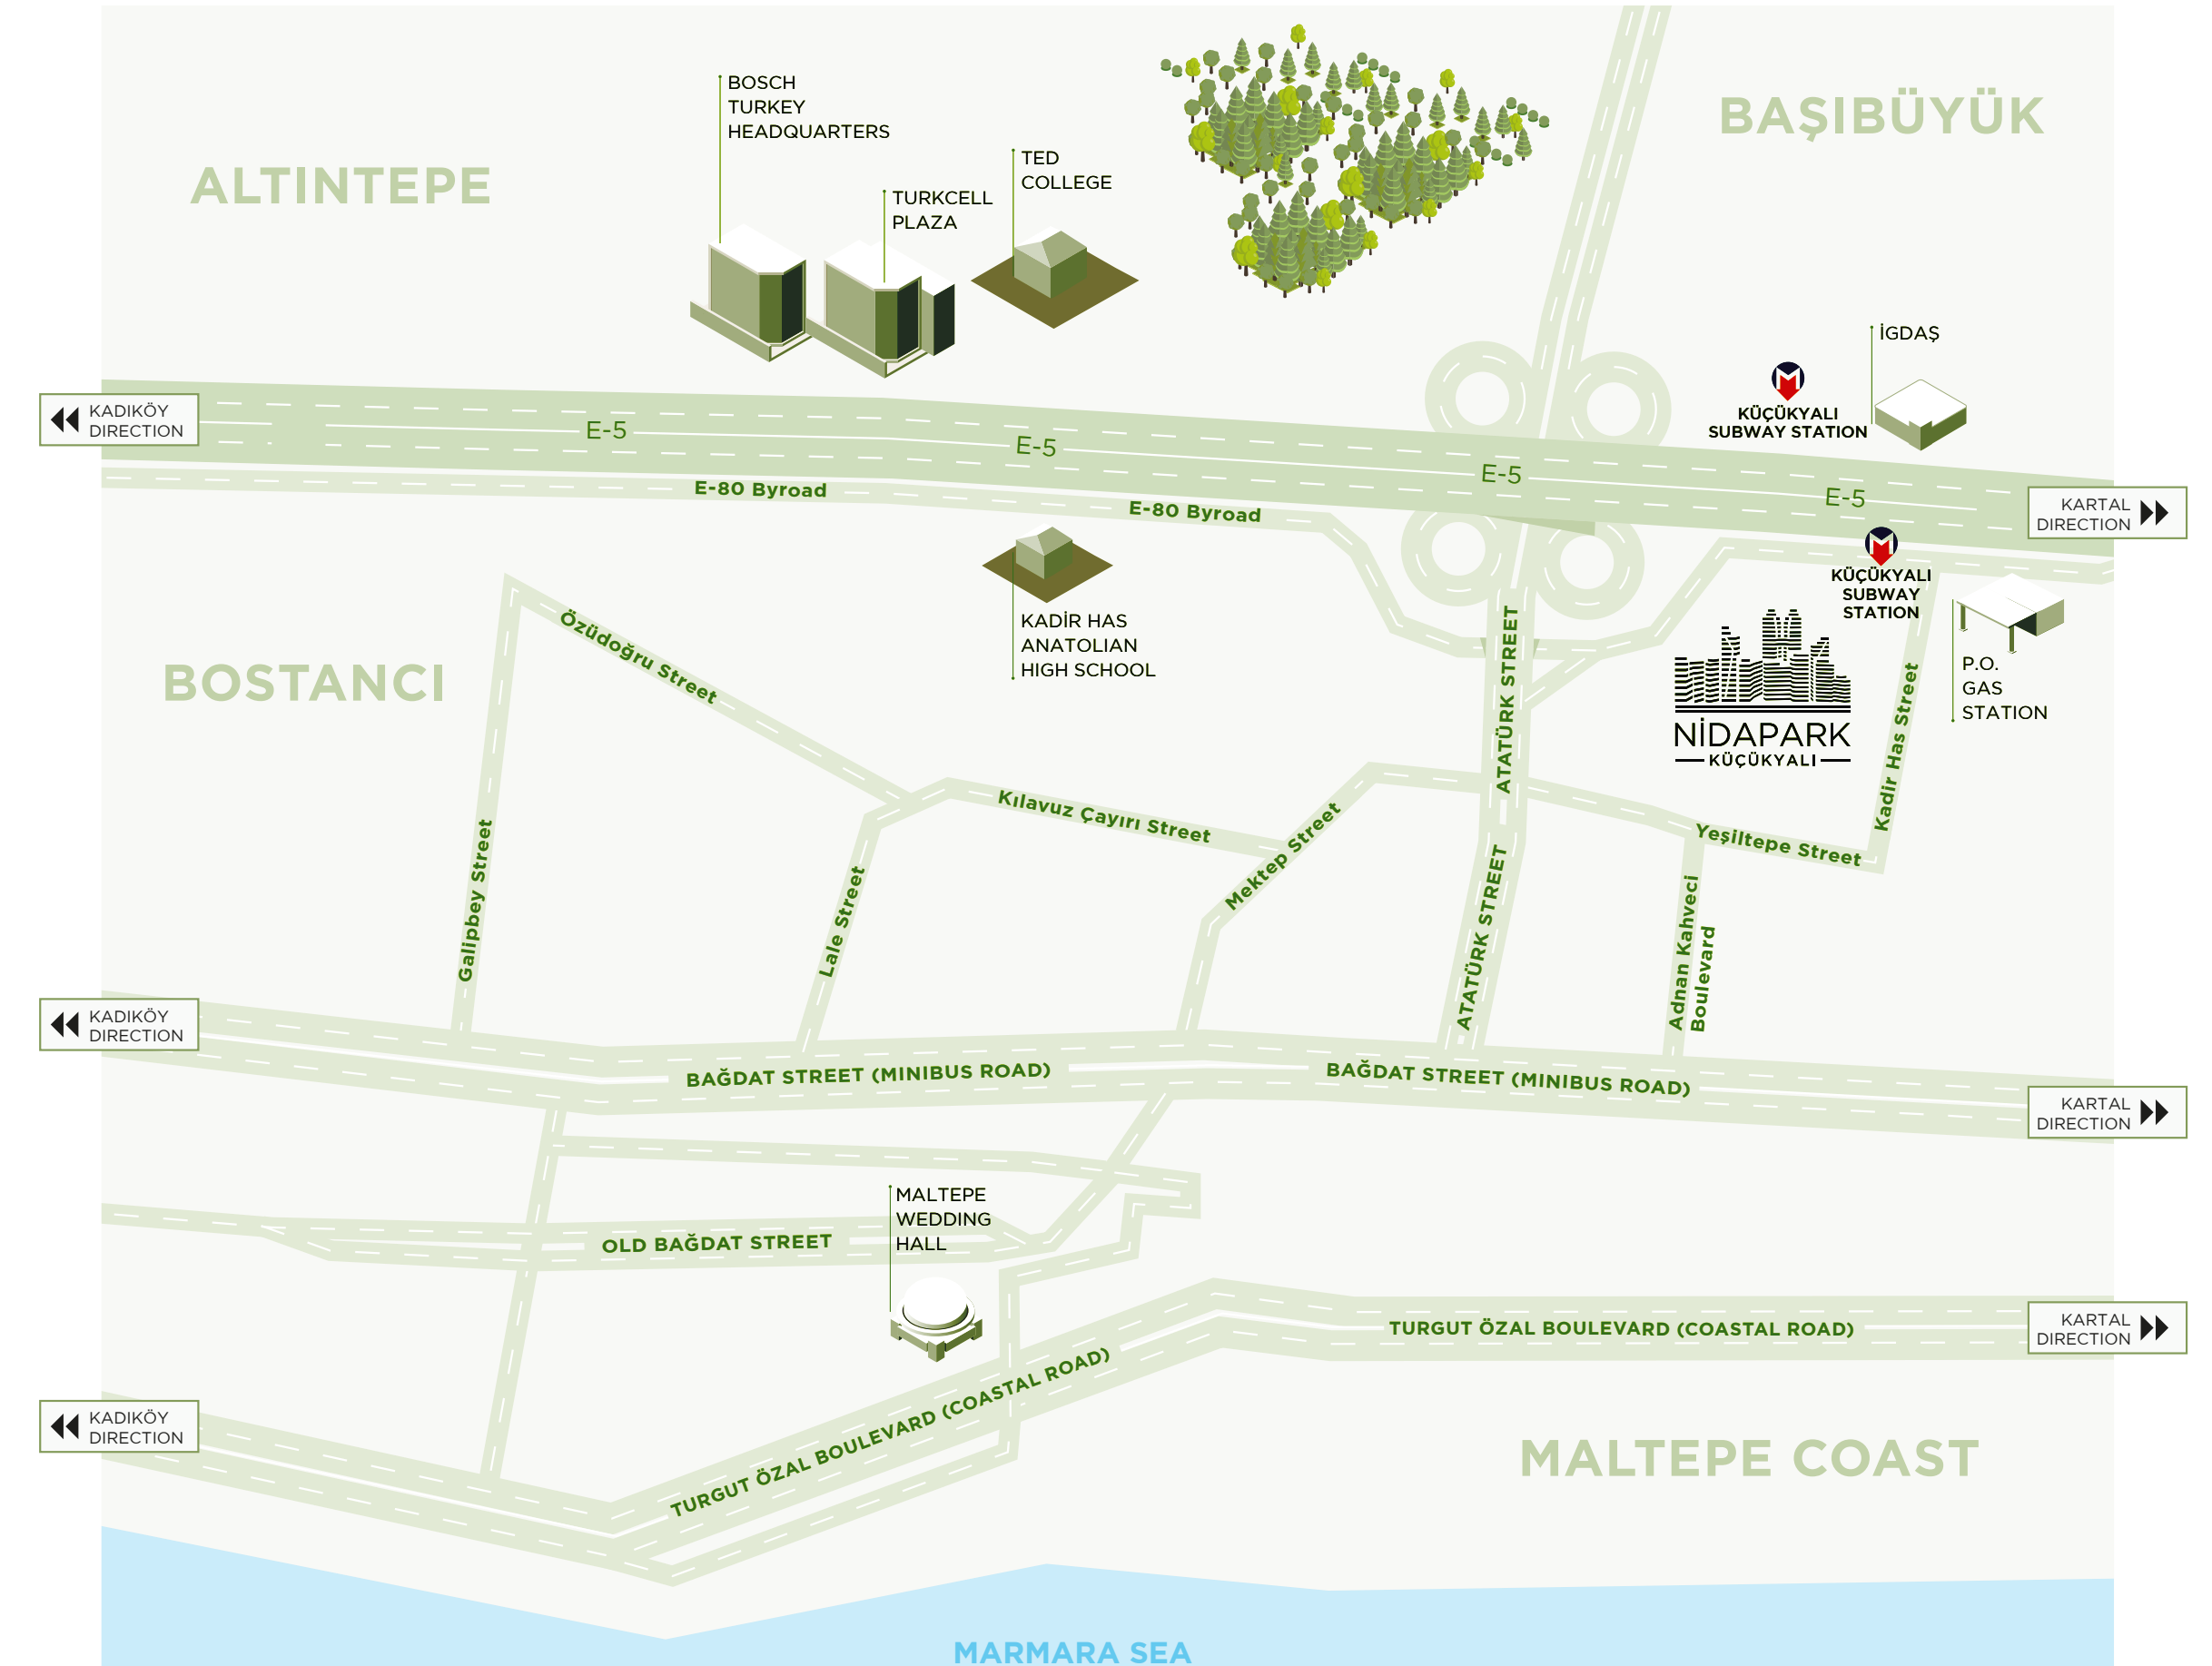 BOSCH
TURKEY
HEADQUARTERS
BAŞIBÜYÜK
TED
COLLEGE
ALTINTEPE
TURKCELL
PLAZA
İGDAŞ
KÜÇÜKYALI
SUBWAY STATION
KADIKÖY
DIRECTION
E-5
E-5
E-5
E-5
E-80 Byroad
E-80 Byroad
KARTAL
DIRECTION
KÜÇÜKYALI
SUBWAY
STATION
KADİR HAS
ANATOLIAN
HIGH SCHOOL
Özüdoğru Street
BOSTANCI
ATATÜRK STREET
P.O.
GAS
STATION
NİDAPARK
KÜÇÜKYALI
Kadir Has Street
Kılavuz Çayırı Street
Mektep Street
Yeşiltepe Street
Galipbey Street
Lale Street
ATATÜRK STREET
Adnan Kahveci
Boulevard
KADIKÖY
DIRECTION
BAĞDAT STREET (MINIBUS ROAD)
BAĞDAT STREET (MINIBUS ROAD)
KARTAL
DIRECTION
MALTEPE
WEDDING
HALL
OLD BAĞDAT STREET
TURGUT ÖZAL BOULEVARD (COASTAL ROAD)
KARTAL
DIRECTION
TURGUT ÖZAL BOULEVARD (COASTAL ROAD)
KADIKÖY
DIRECTION
MALTEPE COAST
MARMARA SEA